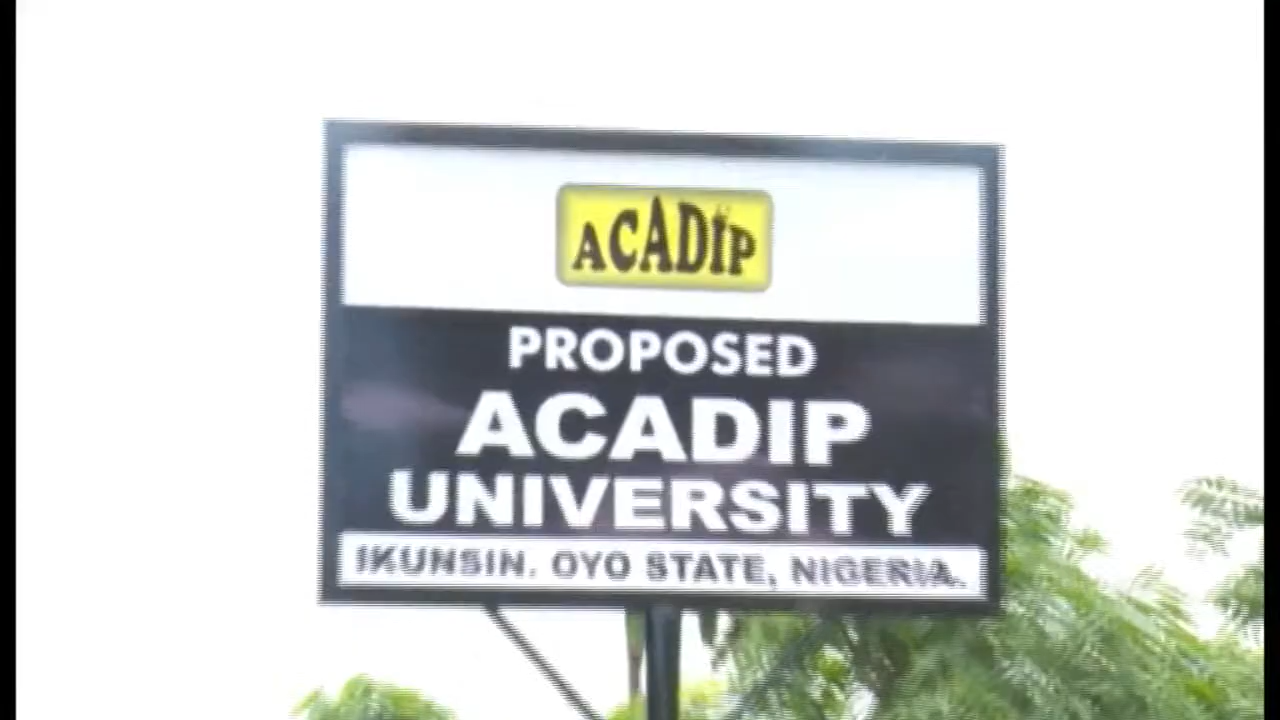 ACADIP
PROPOSED
ACADIP
UNIVERSITY
IKUNSIN. OYO STATE, NIGERIA.